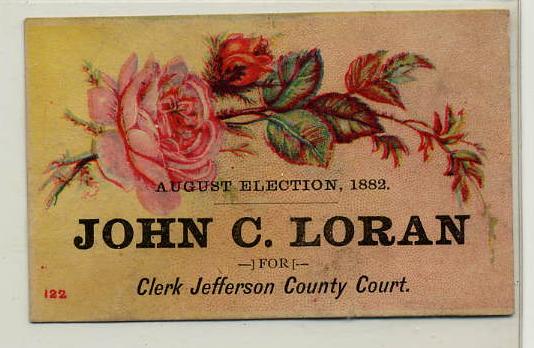 AUGUST ELECTION, 1882.
JOHN C. LORAN
—] FOR [—
Clerk Jefferson County Court.
122